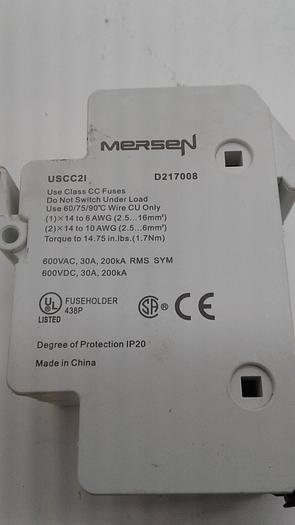 MERSEN
USCC2I D217008
Use Class CC Fuses
Do Not Switch Under Load
Use 60/75/90℃ Wire CU Only
(1)×14 to 6 AWG (2.5...16mm²)
(2)×14 to 10 AWG (2.5...6mm²)
Torque to 14.75 in.lbs.(1.7Nm)
600VAC, 30A, 200kA RMS SYM
600VDC, 30A, 200kA
UL
LISTED
FUSEHOLDER
438P
SA
CE
Degree of Protection IP20
Made in China